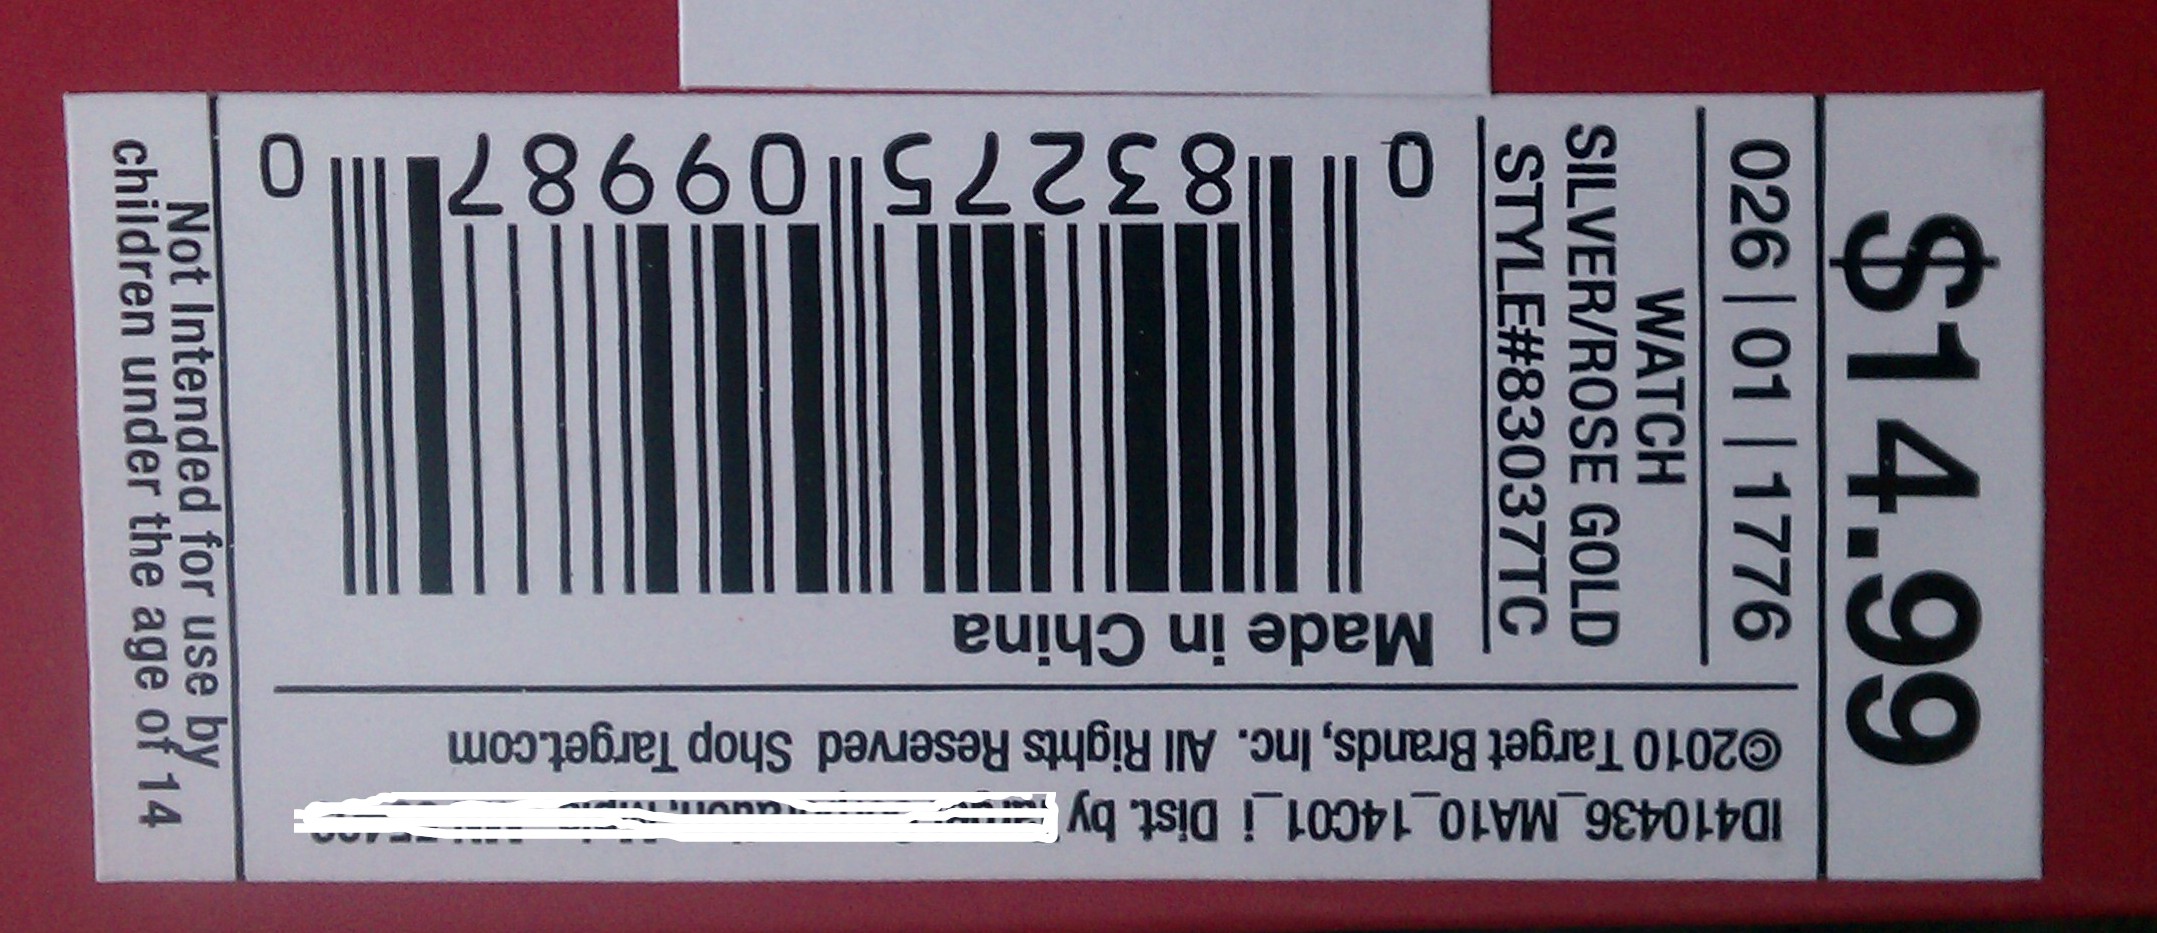 $14.99
026 | 01 | 1776
WATCH
SILVER/ROSE GOLD
STYLE#83037TC
Made in China
0 83275 09987 0
ID410436_MA10_14C01_i Dist. by
©2010 Target Brands, Inc. All Rights Reserved Shop Target.com
Not Intended for use by
children under the age of 14